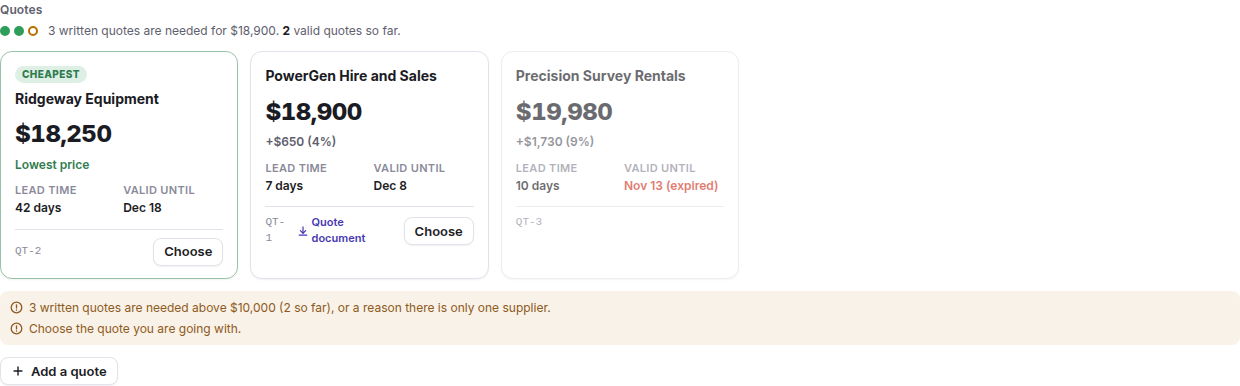 Quotes
3 written quotes are needed for $18,900. 2 valid quotes so far.
CHEAPEST
Ridgeway Equipment
$18,250
Lowest price
LEAD TIME
VALID UNTIL
42 days
Dec 18
QT-2
Choose
PowerGen Hire and Sales
$18,900
+$650 (4%)
LEAD TIME
VALID UNTIL
7 days
Dec 8
QT-
1
Quote
document
Choose
Precision Survey Rentals
$19,980
+$1,730 (9%)
LEAD TIME
VALID UNTIL
10 days
Nov 13 (expired)
QT-3
3 written quotes are needed above $10,000 (2 so far), or a reason there is only one supplier.
Choose the quote you are going with.
+ Add a quote